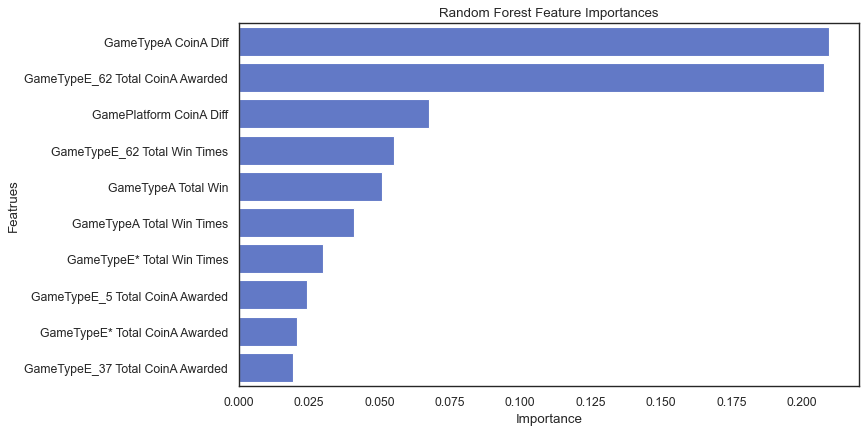 Random Forest Feature Importances
GameTypeA CoinA Diff
GameTypeE_62 Total CoinA Awarded
GamePlatform CoinA Diff
GameTypeE_62 Total Win Times
GameTypeA Total Win
GameTypeA Total Win Times
GameTypeE* Total Win Times
GameTypeE_5 Total CoinA Awarded
GameTypeE* Total CoinA Awarded
GameTypeE_37 Total CoinA Awarded
Featrues
0.000 0.025 0.050 0.075 0.100 0.125 0.150 0.175 0.200
Importance